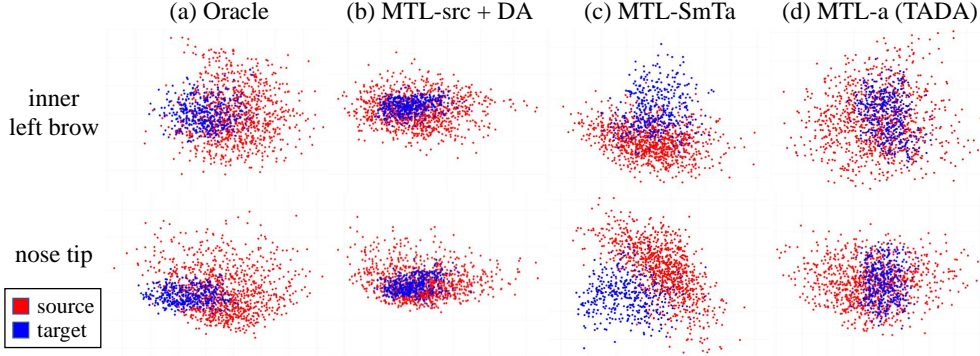 (a) Oracle
(b) MTL-src + DA
(c) MTL-SmTa
(d) MTL-a (TADA)
inner
left brow
nose tip
source
target